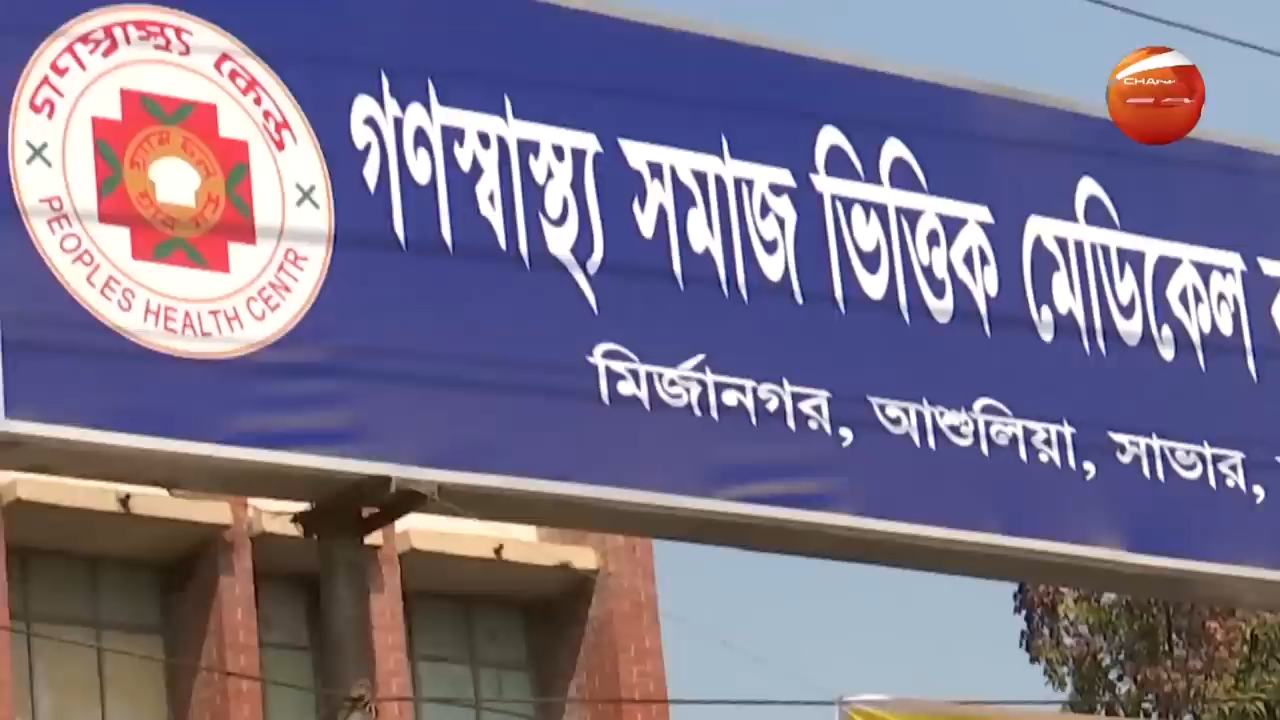 গণস্বাস্থ্য কেন্দ্র
PEOPLES HEALTH CENTR
গণস্বাস্থ্য সমাজ ভিত্তিক মেডিকেল
মির্জানগর, আশুলিয়া, সাভার,